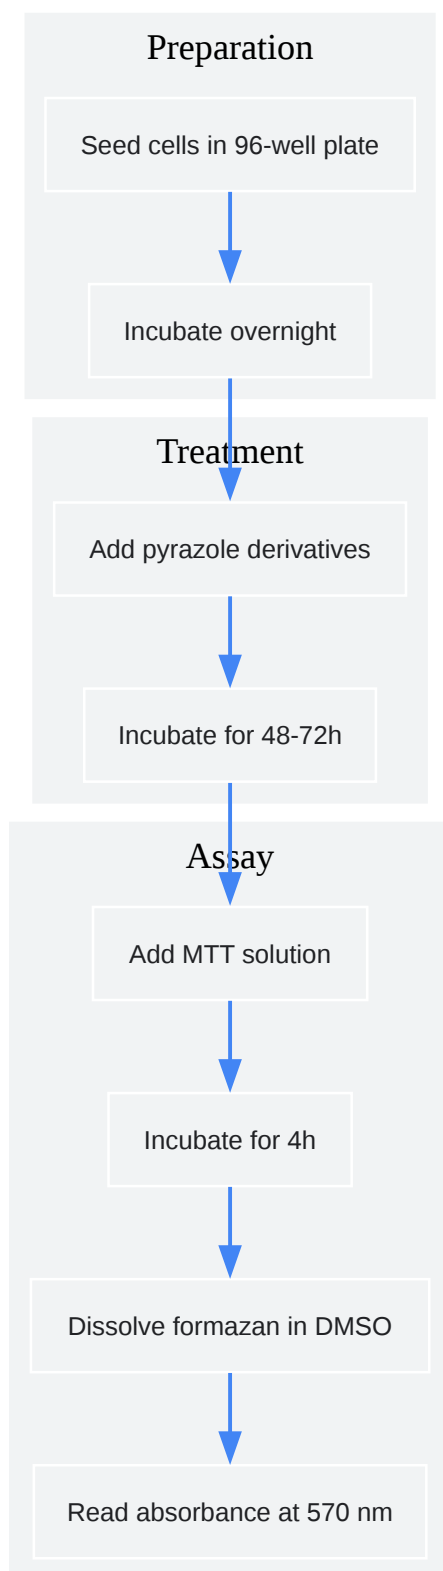 Preparation
Seed cells in 96-well plate
Incubate overnight
Treatment
Add pyrazole derivatives
Incubate for 48-72h
Assay
Add MTT solution
Incubate for 4h
Dissolve formazan in DMSO
Read absorbance at 570 nm